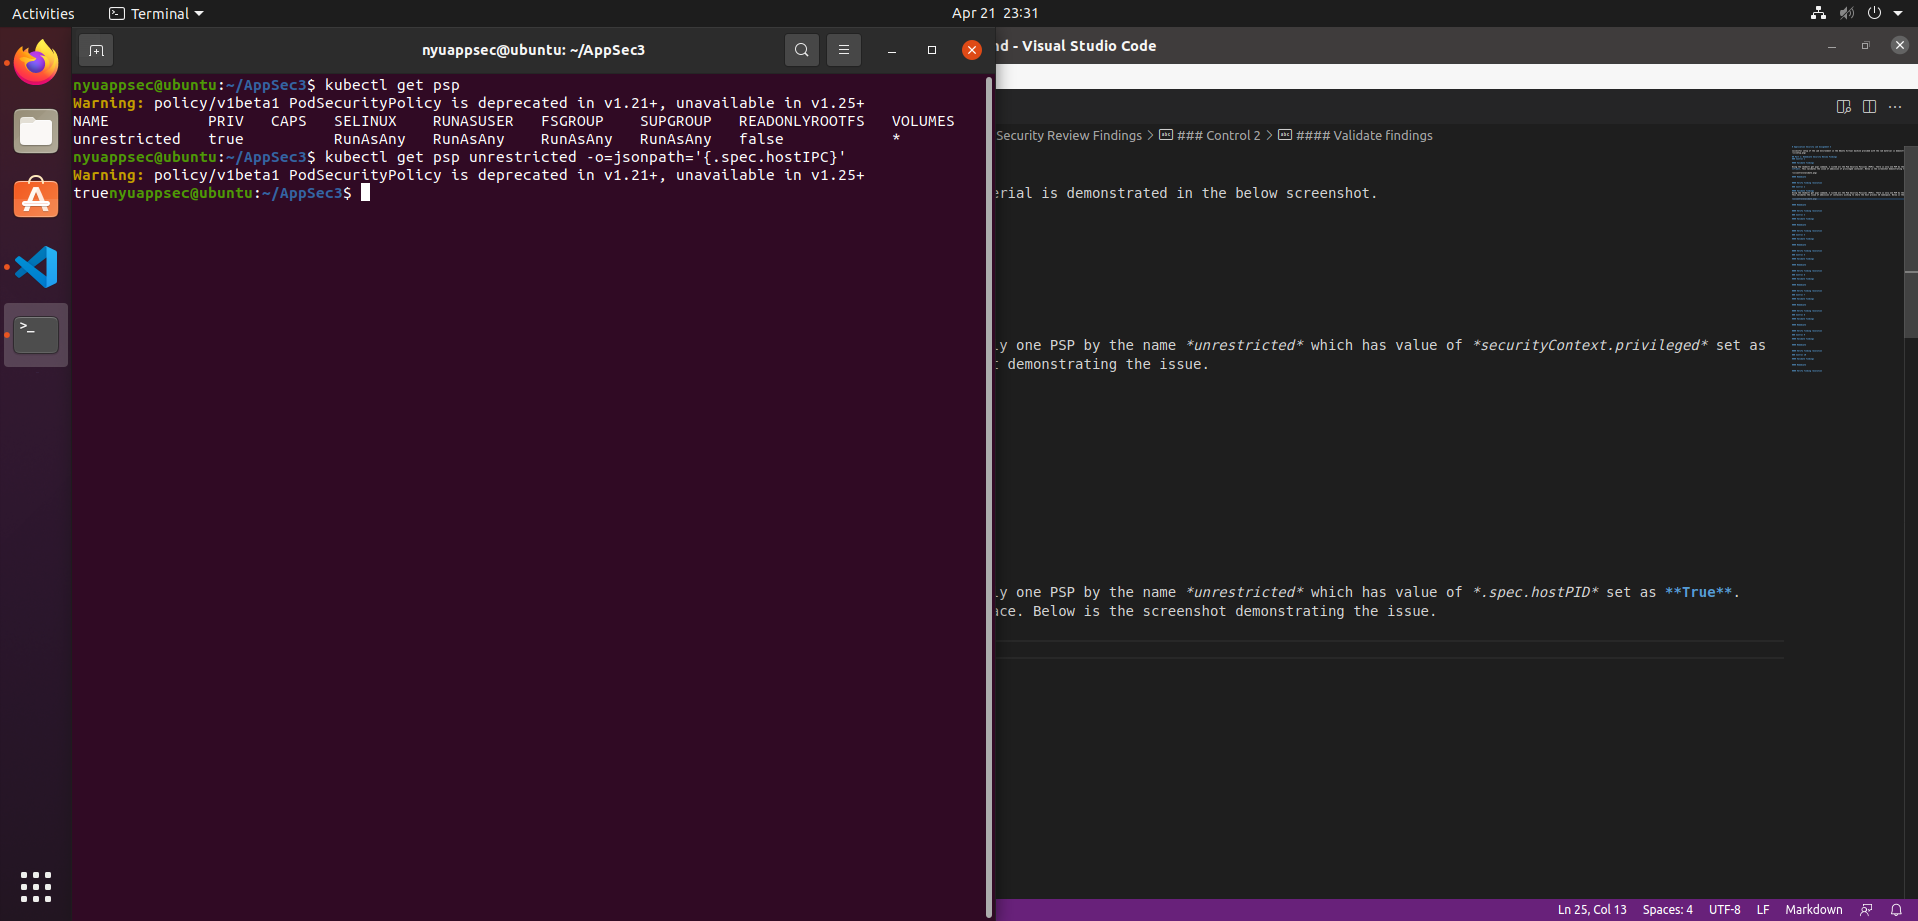 Activities Terminal Apr 21 23:31
nyuappsec@ubuntu: ~/AppSec3
nyuappsec@ubuntu:~/AppSec3$ kubectl get psp
Warning: policy/v1beta1 PodSecurityPolicy is deprecated in v1.21+, unavailable in v1.25+
NAME PRIV CAPS SELINUX RUNASUSER FSGROUP SUPGROUP READONLYROOTFS VOLUMES
unrestricted true RunAsAny RunAsAny RunAsAny RunAsAny false *
nyuappsec@ubuntu:~/AppSec3$ kubectl get psp unrestricted -o=jsonpath='{.spec.hostIPC}'
Warning: policy/v1beta1 PodSecurityPolicy is deprecated in v1.21+, unavailable in v1.25+
truenyuappsec@ubuntu:~/AppSec3$
- Visual Studio Code
Security Review Findings > ### Control 2 > #### Validate findings
is demonstrated in the below screenshot.
one PSP by the name *unrestricted* which has value of *securityContext.privileged* set as
demonstrating the issue.
one PSP by the name *unrestricted* which has value of *.spec.hostPID* set as **True**.
Below is the screenshot demonstrating the issue.
Ln 25, Col 13 Spaces: 4 UTF-8 LF Markdown